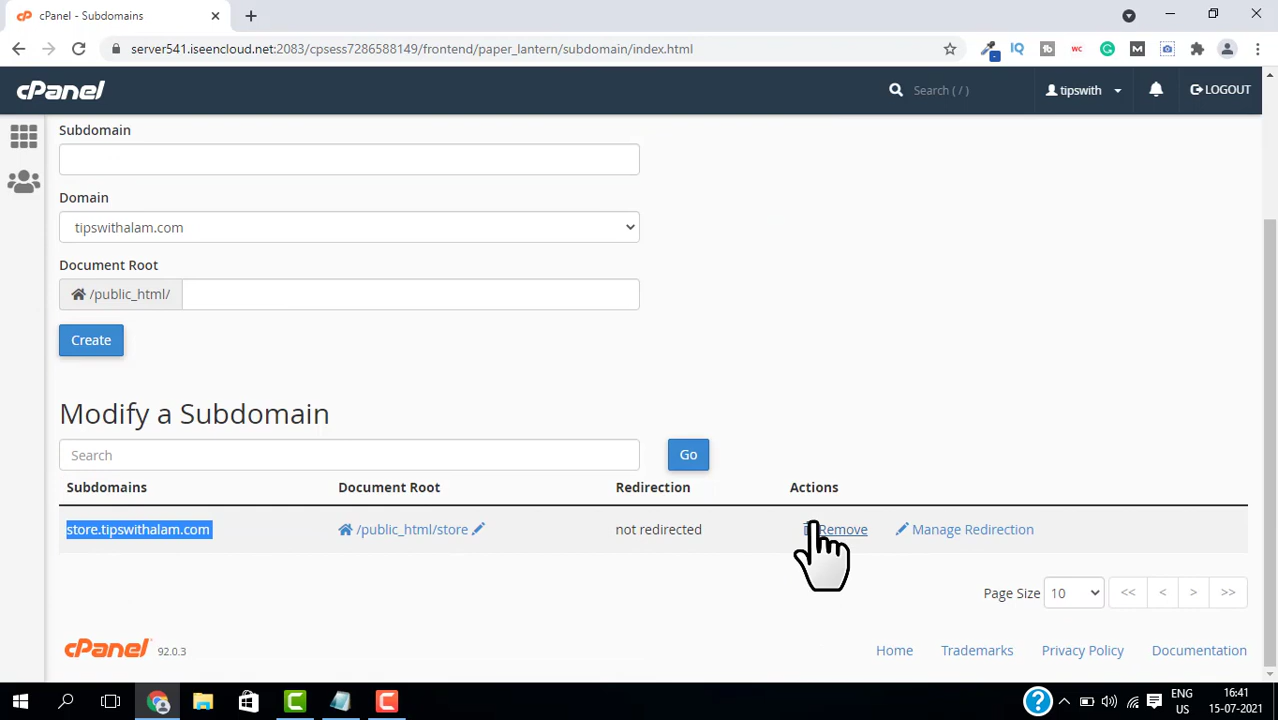 cPanel - Subdomains
server541.iseencloud.net:2083/cpsess7286588149/frontend/paper_lantern/subdomain/index.html
IQ
tb
WC
G
M
cPanel
Search ( / )
tipswith
LOGOUT
Subdomain
Domain
tipswithalam.com
Document Root
/public_html/
Create
Modify a Subdomain
Search
Go
Subdomains
Document Root
Redirection
Actions
store.tipswithalam.com
/public_html/store
not redirected
Remove
Manage Redirection
Page Size
10
<<
<
>
>>
cPanel
92.0.3
Home
Trademarks
Privacy Policy
Documentation
C
C
?
ENG
US
16:41
15-07-2021